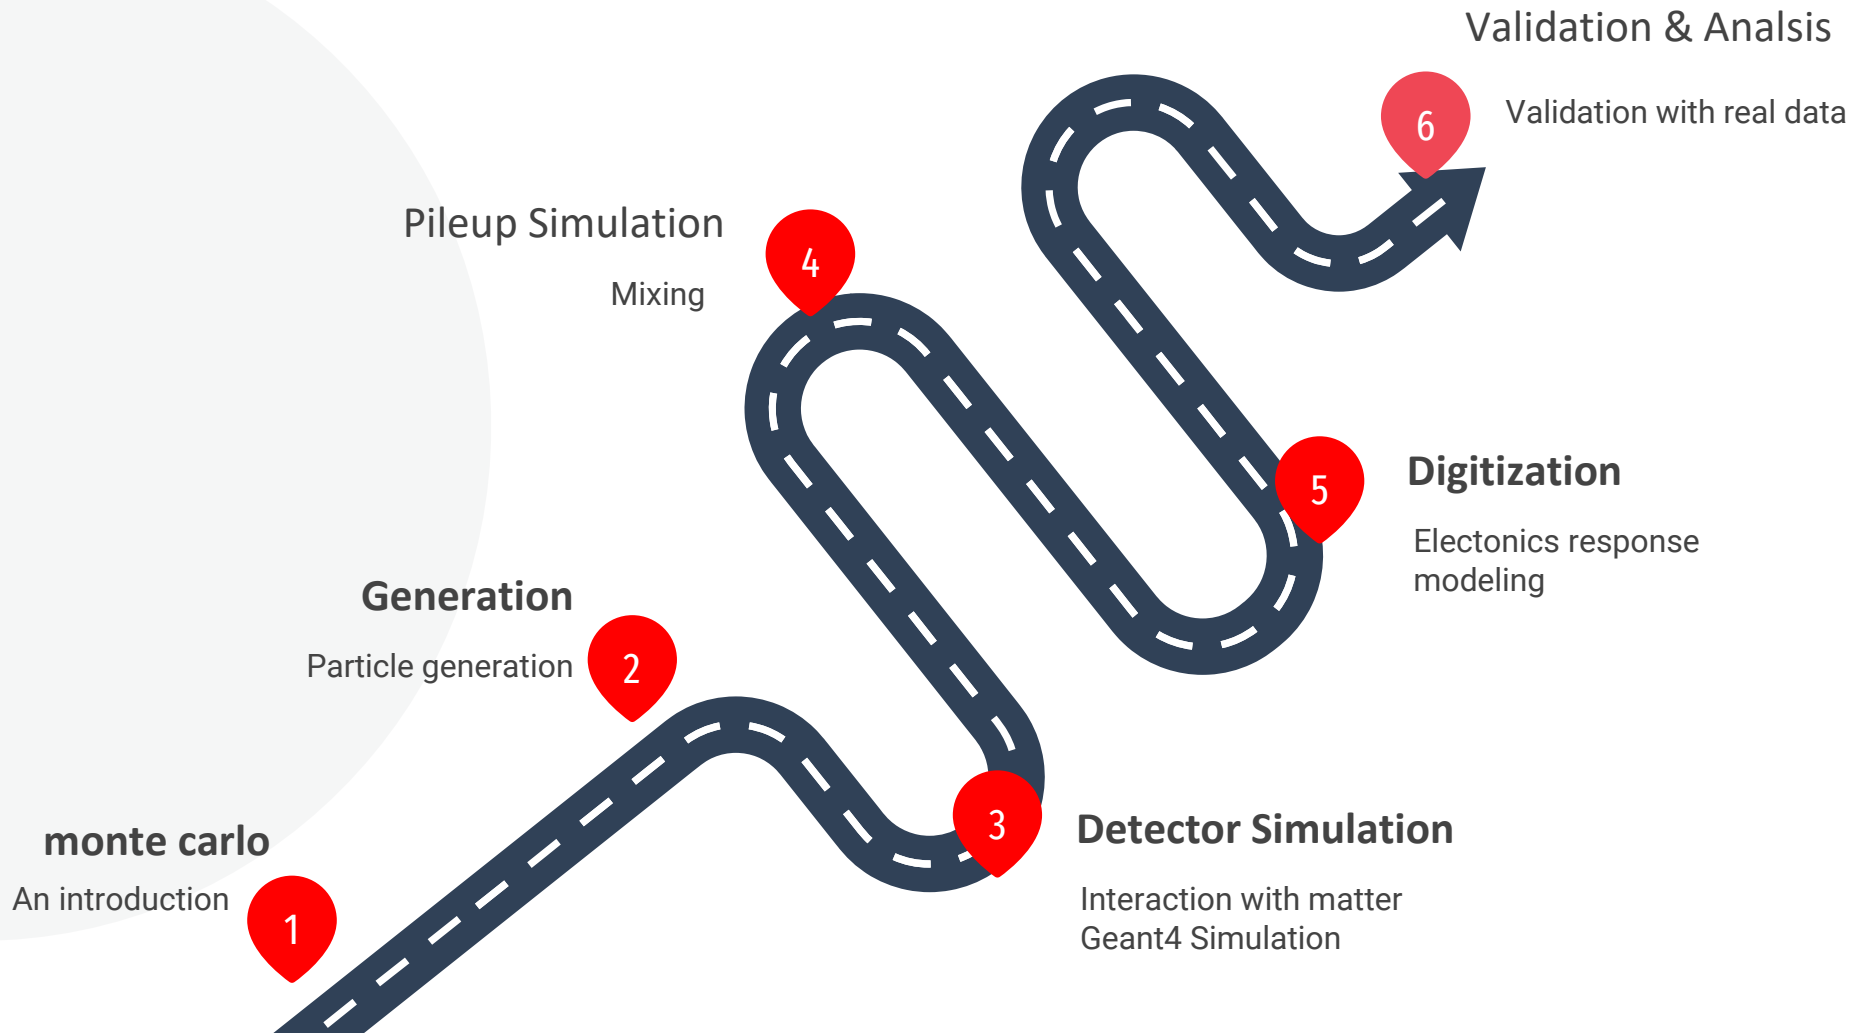 monte carlo
An introduction
1
Generation
Particle generation
2
Detector Simulation
Interaction with matter
Geant4 Simulation
3
Pileup Simulation
Mixing
4
Digitization
Electonics response
modeling
5
Validation & Analsis
Validation with real data
6